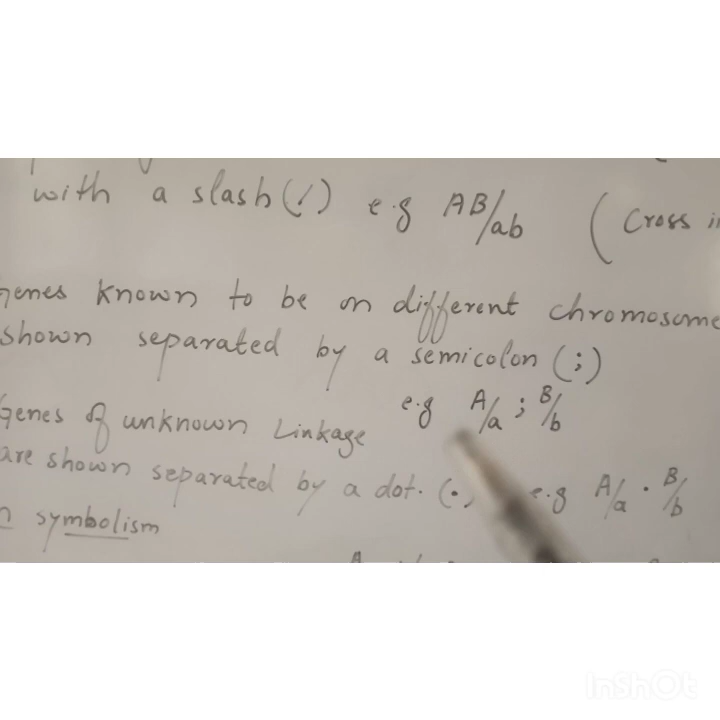 with a slash (/) e.g AB/ab (Cross i
genes known to be on different chromosome
shown separated by a semicolon (;)
e.g A/a ; B/b
Genes of unknown Linkage
are shown separated by a dot. (.) e.g A/a . B/b
symbolism
InShOt